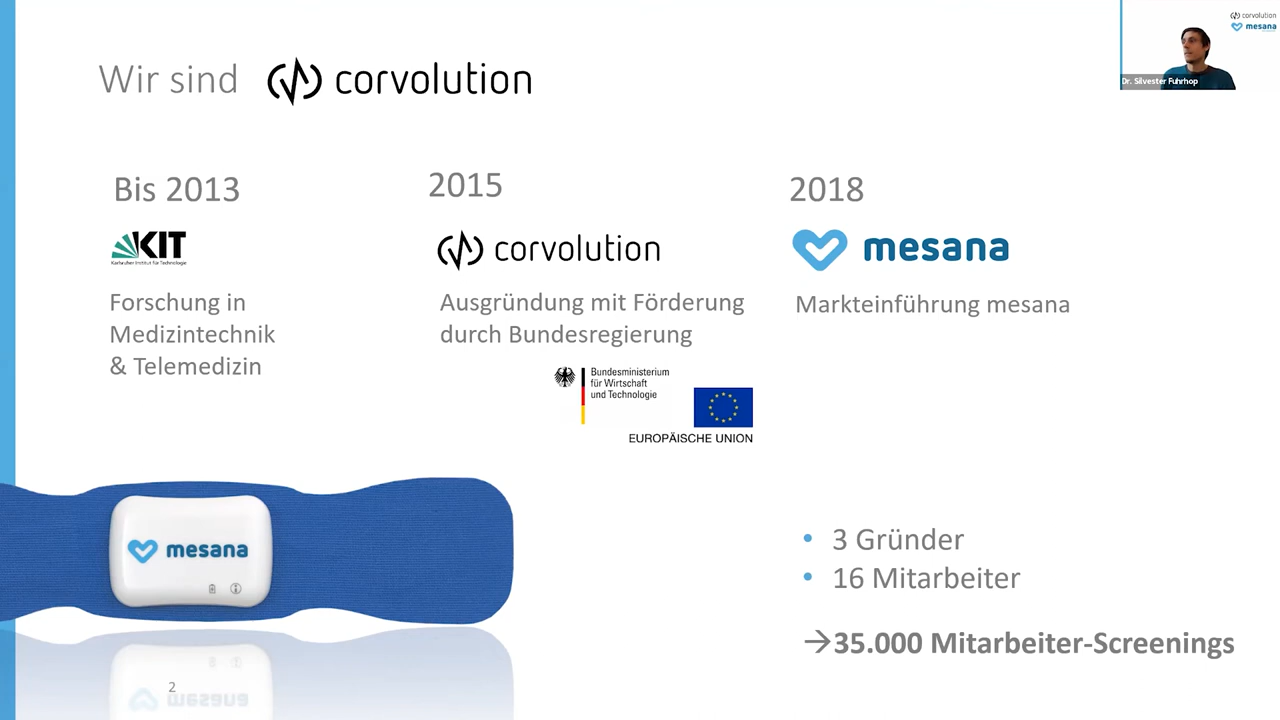 Wir sind corvolution
corvolution
mesana
Dr. Silvester Fuhrhop
Bis 2013
2015
2018
KIT
Karlsruher Institut für Technologie
corvolution
mesana
Forschung in
Medizintechnik
& Telemedizin
Ausgründung mit Förderung
durch Bundesregierung
Markteinführung mesana
Bundesministerium
für Wirtschaft
und Technologie
EUROPÄISCHE UNION
mesana
3 Gründer
16 Mitarbeiter
→35.000 Mitarbeiter-Screenings
2
mesana